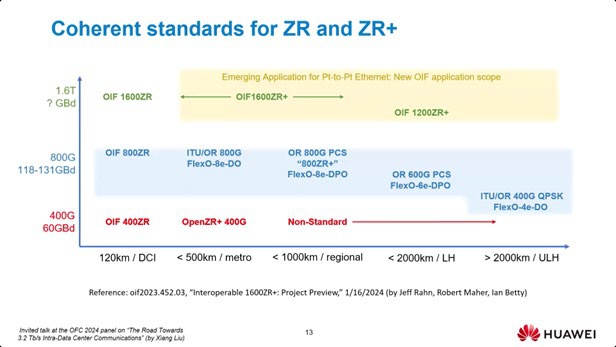 Coherent standards for ZR and ZR+
Emerging Application for Pt-to-Pt Ethernet: New OIF application scope
1.6T
? GBd
OIF 1600ZR
OIF1600ZR+
OIF 1200ZR+
800G
118-131GBd
OIF 800ZR
ITU/OR 800G
FlexO-8e-DO
OR 800G PCS
“800ZR+”
FlexO-8e-DPO
OR 600G PCS
FlexO-6e-DPO
ITU/OR 400G QPSK
FlexO-4e-DO
400G
60GBd
OIF 400ZR
OpenZR+ 400G
Non-Standard
120km / DCI
< 500km / metro
< 1000km / regional
< 2000km / LH
> 2000km / ULH
Reference: oif2023.452.03, “Interoperable 1600ZR+: Project Preview,” 1/16/2024 (by Jeff Rahn, Robert Maher, Ian Betty)
Invited talk at the OFC 2024 panel on “The Road Towards
3.2 Tb/s Intra-Data Center Communications” (by Xiang Liu)
13
HUAWEI